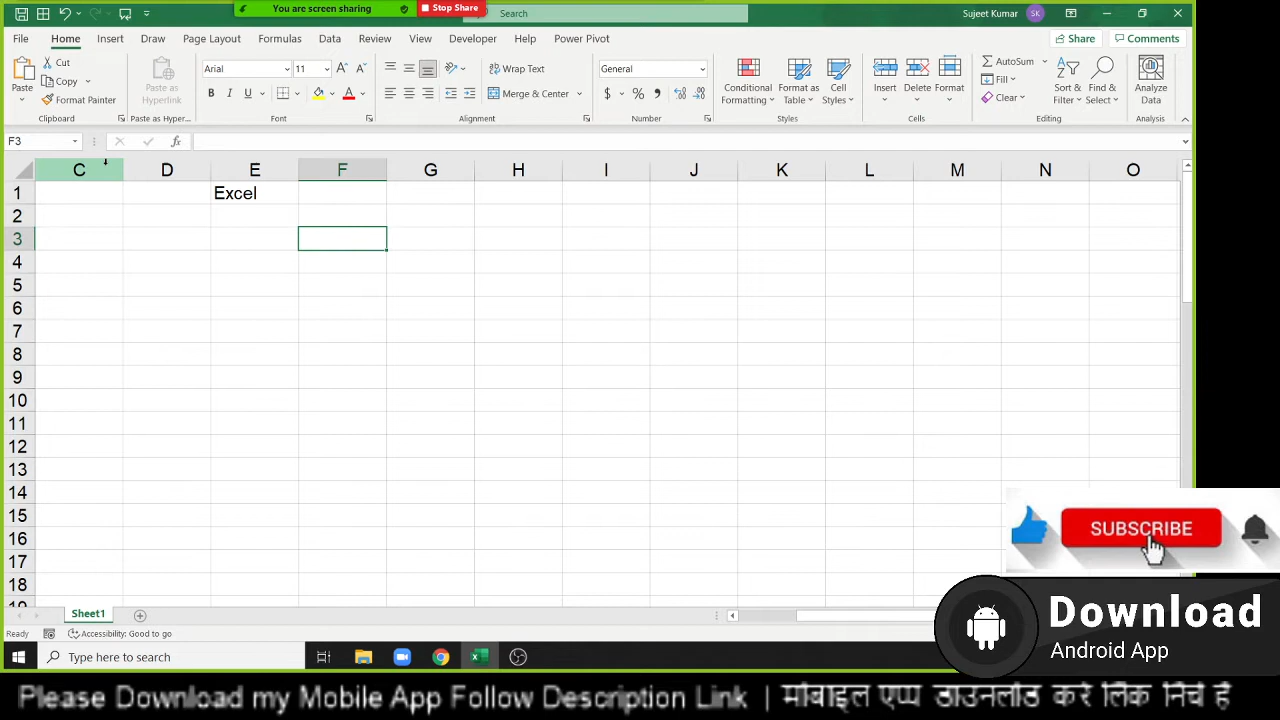 You are screen sharing
Stop Share
Search
Sujeet Kumar
SK
File Home Insert Draw Page Layout Formulas Data Review View Developer Help Power Pivot
Share
Comments
Paste
Cut
Copy
Format Painter
Clipboard
Paste as Hyperlink
Paste as Hyper...
Arial
11
B I U
Font
Wrap Text
Merge & Center
Alignment
General
$ % ,
Number
Conditional Formatting
Format as Table
Cell Styles
Styles
Insert
Delete
Format
Cells
AutoSum
Fill
Clear
Sort & Filter
Find & Select
Editing
Analyze Data
Analysis
F3
fx
C D E F G H I J K L M N O
1 Excel
2
3
4
5
6
7
8
9
10
11
12
13
14
15
16
17
18
SUBSCRIBE
Sheet1
Ready
Accessibility: Good to go
Download
Android App
Type here to search
Please Download my Mobile App Follow Description Link | मोबाइल एप्प डाउनलोड करे लिंक निचे है